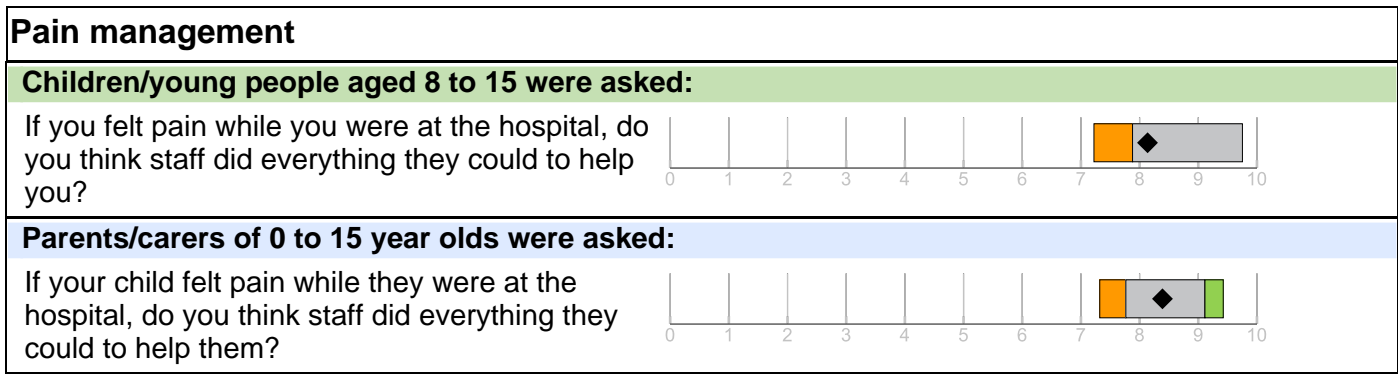 Pain management
Children/young people aged 8 to 15 were asked:
If you felt pain while you were at the hospital, do
you think staff did everything they could to help
you?
0 1 2 3 4 5 6 7 8 9 10
Parents/carers of 0 to 15 year olds were asked:
If your child felt pain while they were at the
hospital, do you think staff did everything they
could to help them?
0 1 2 3 4 5 6 7 8 9 10